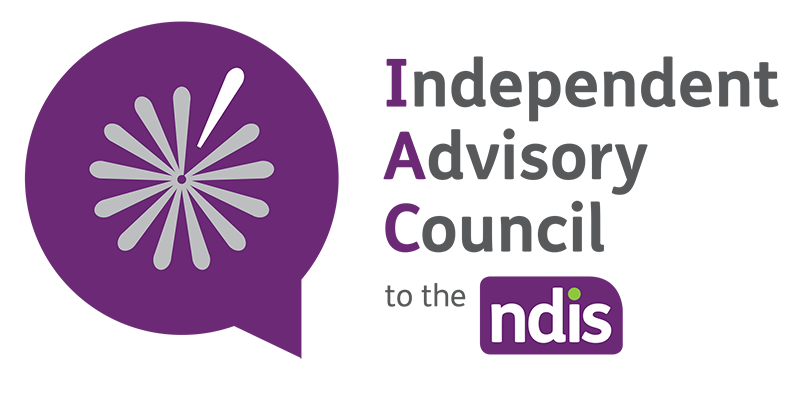 Independent
Advisory
Council
to the ndis